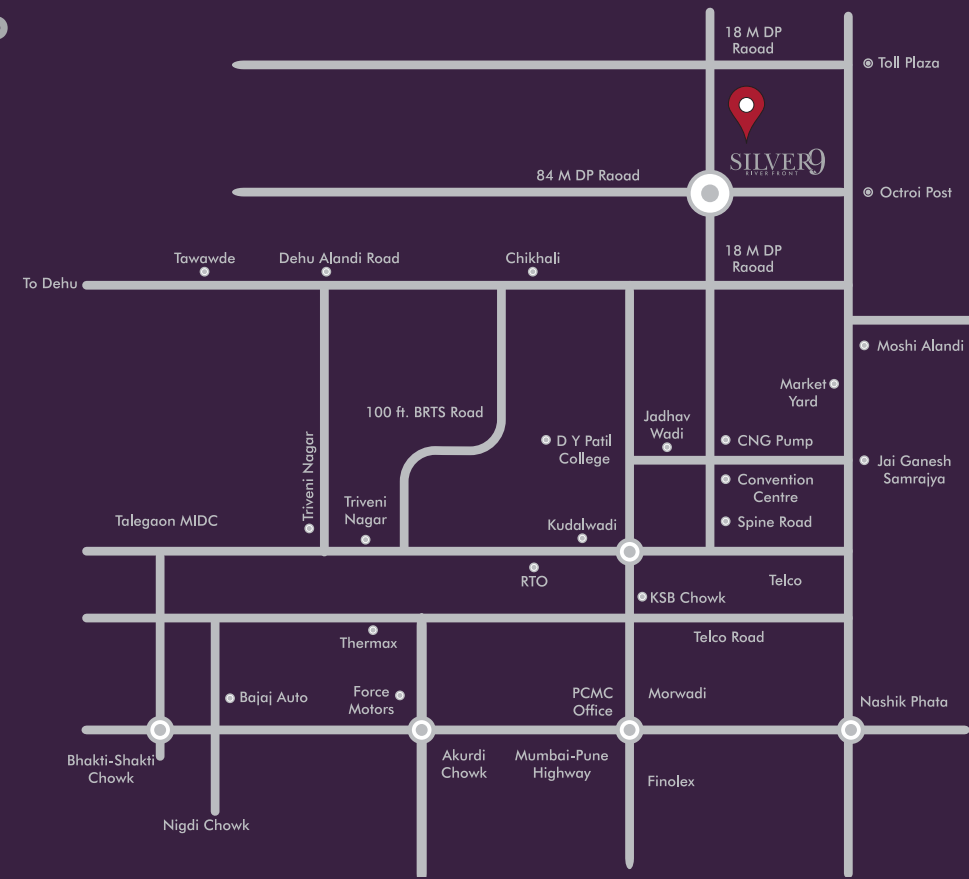 18 M DP
Raoad
Toll Plaza
SILVER9
RIVER FRONT
84 M DP Raoad
Octroi Post
18 M DP
Raoad
Tawawde
Dehu Alandi Road
Chikhali
To Dehu
Moshi Alandi
Market
Yard
100 ft. BRTS Road
Jadhav
Wadi
D Y Patil
College
CNG Pump
Jai Ganesh
Samrajya
Triveni Nagar
Convention
Centre
Triveni
Nagar
Talegaon MIDC
Kudalwadi
Spine Road
RTO
Telco
KSB Chowk
Thermax
Telco Road
Bajaj Auto
Force
Motors
PCMC
Office
Morwadi
Nashik Phata
Bhakti-Shakti
Chowk
Akurdi
Chowk
Mumbai-Pune
Highway
Finolex
Nigdi Chowk